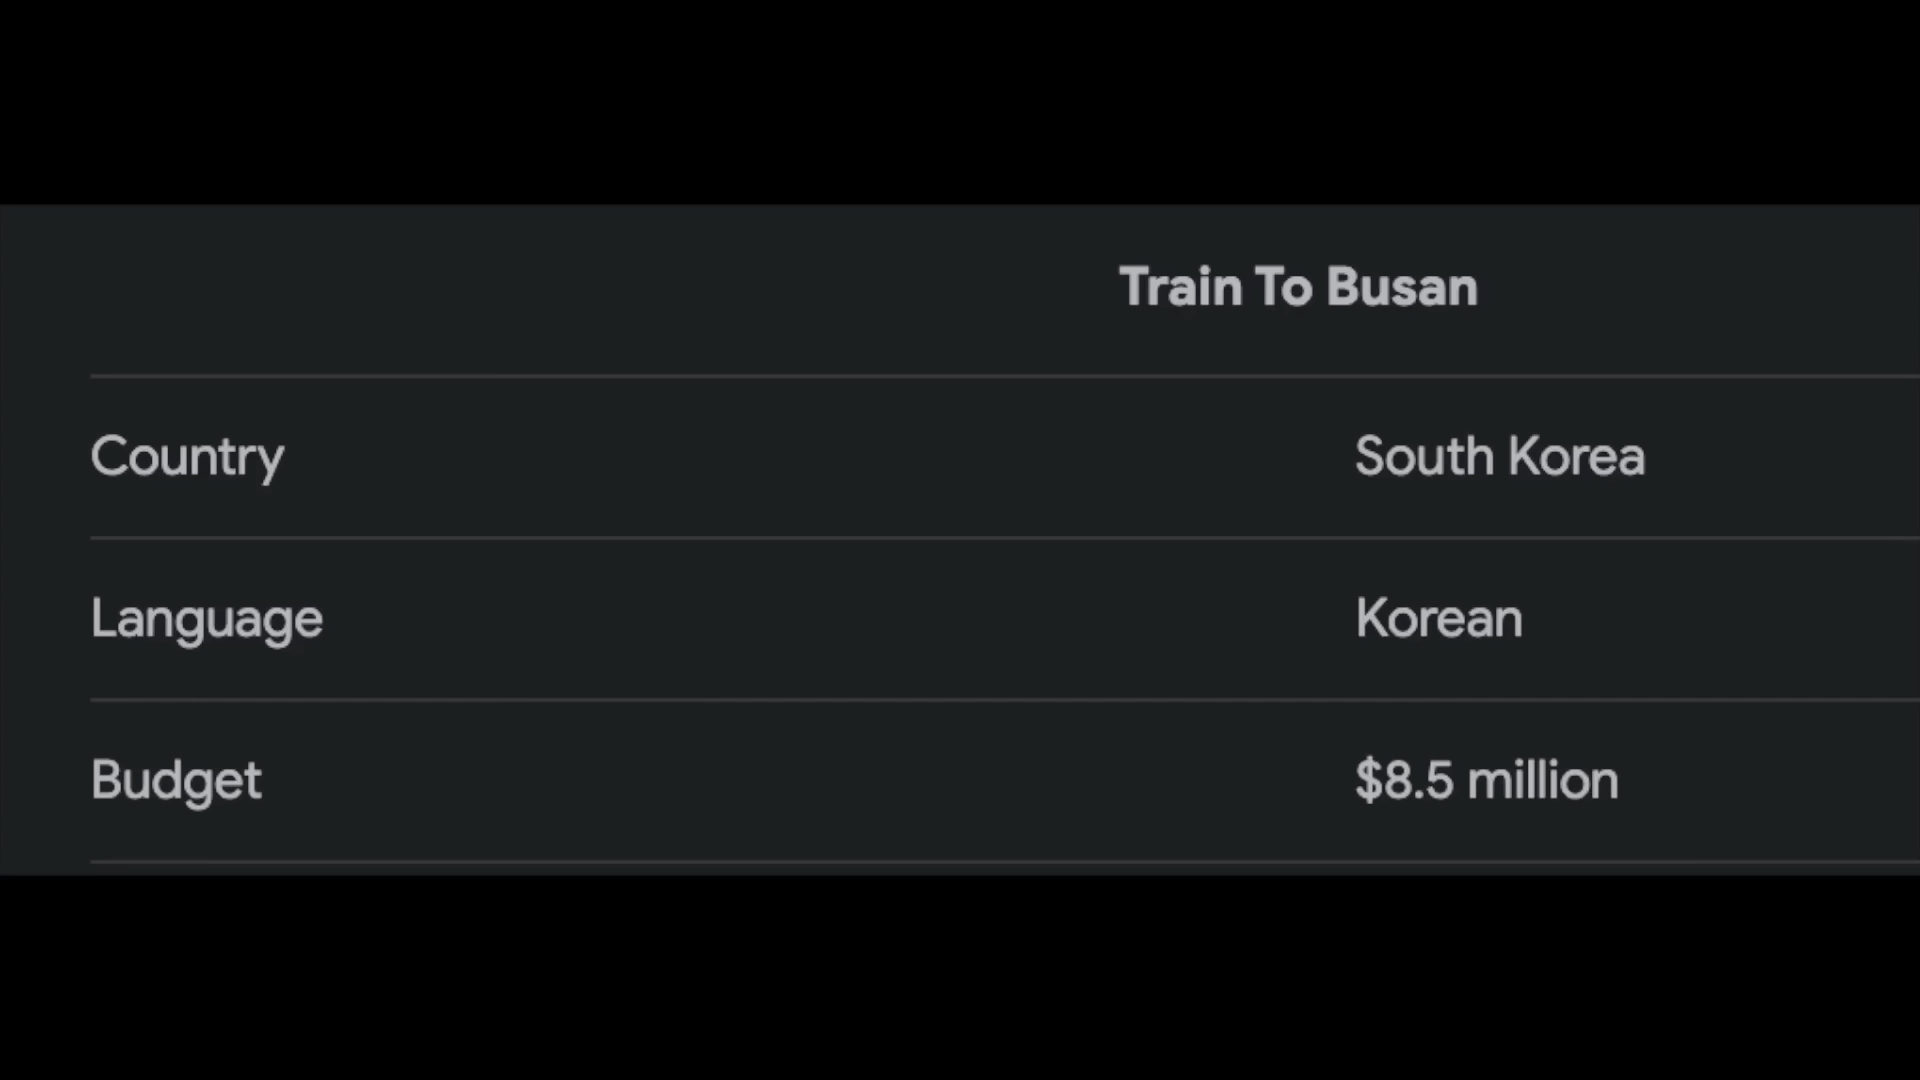 Train To Busan
Country South Korea
Language Korean
Budget $8.5 million